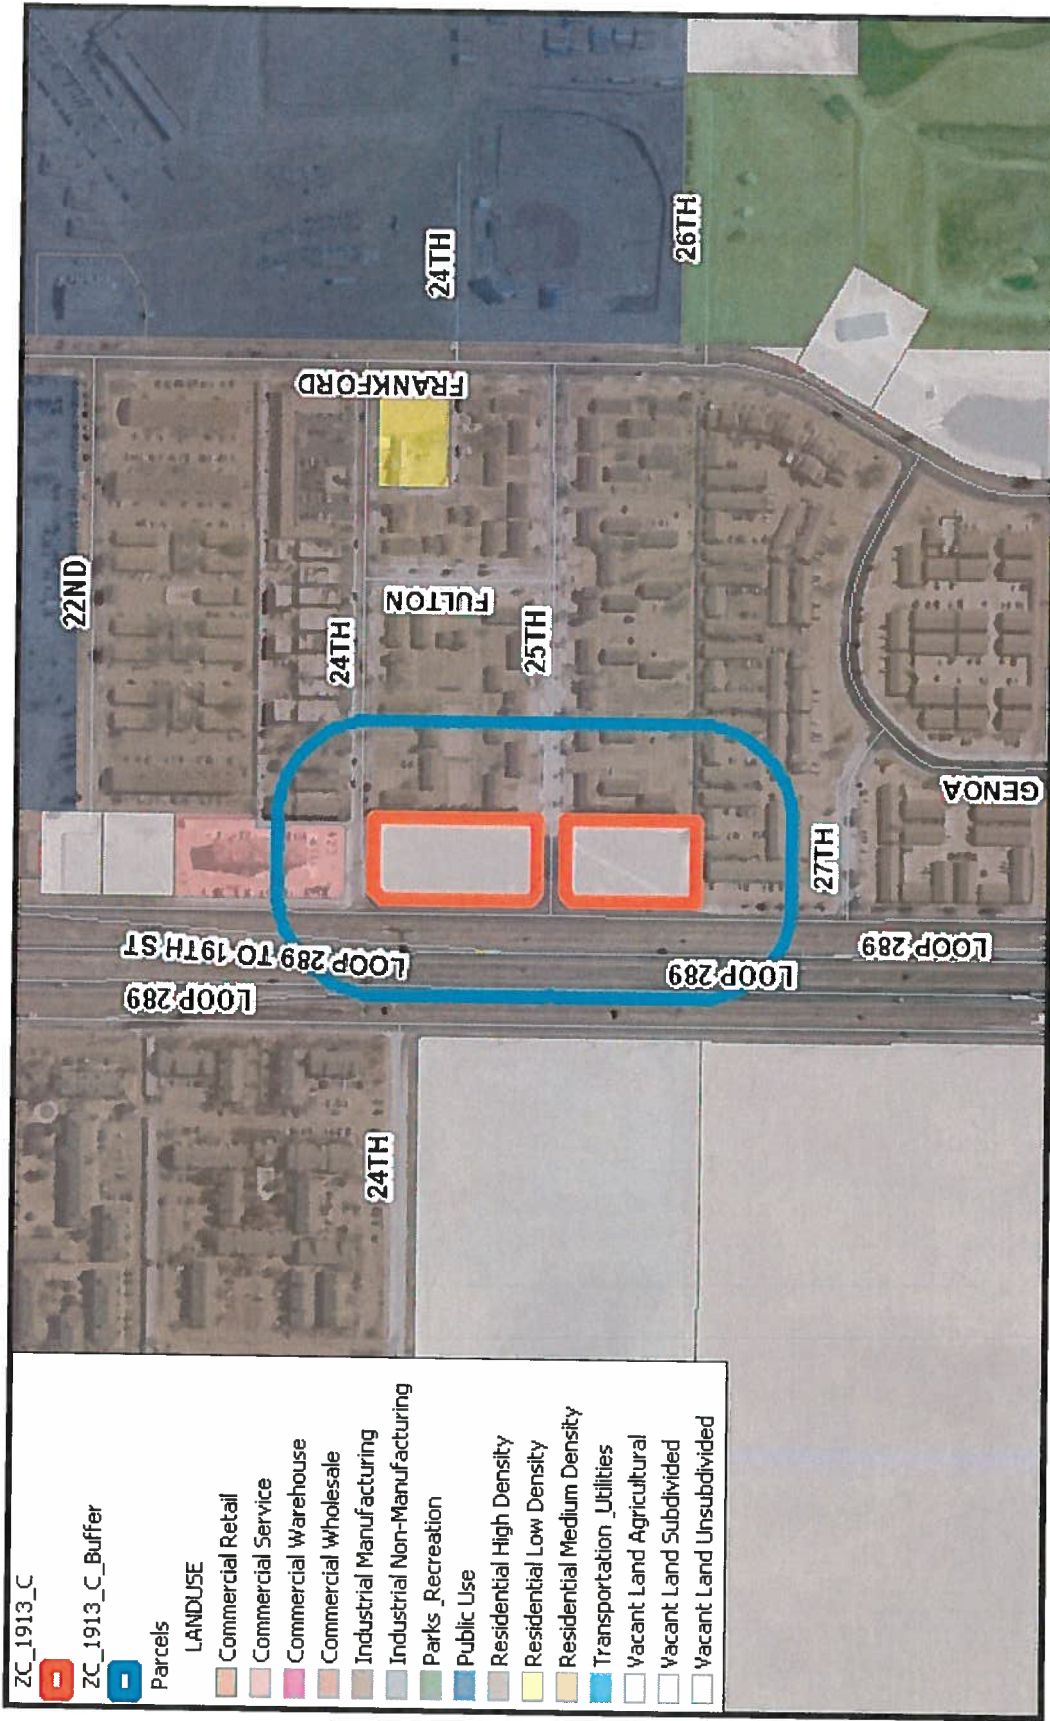 ZC_1913_C
ZC_1913_C_Buffer
Parcels
LANDUSE
Commercial Retail
Commercial Service
Commercial Warehouse
Commercial Wholesale
Industrial Manufacturing
Industrial Non-Manufacturing
Parks_Recreation
Public Use
Residential High Density
Residential Low Density
Residential Medium Density
Transportation_Utilities
Vacant Land Agricultural
Vacant Land Subdivided
Vacant Land Unsubdivided
24TH
LOOP 289
LOOP 289 TO 19TH ST
LOOP 289
LOOP 289
22ND
24TH
FULTON
25TH
27TH
GENOA
FRANKFORD
24TH
26TH